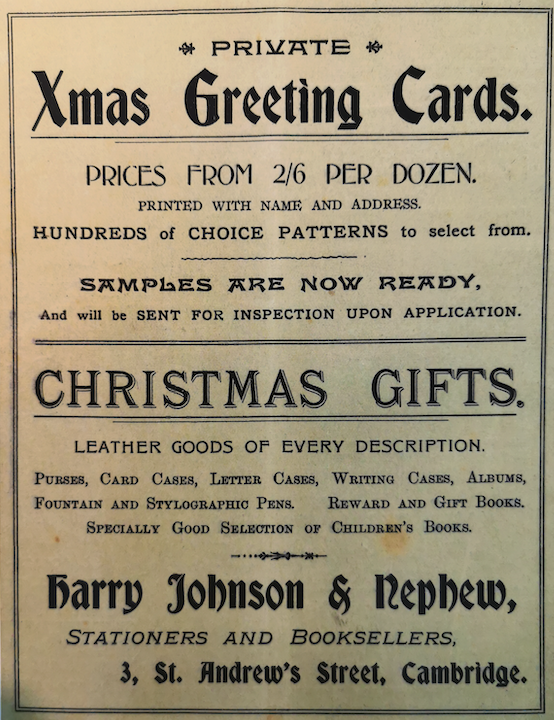 PRIVATE
Xmas Greeting Cards.
PRICES FROM 2/6 PER DOZEN.
PRINTED WITH NAME AND ADDRESS.
HUNDREDS of CHOICE PATTERNS to select from.
SAMPLES ARE NOW READY,
And will be SENT FOR INSPECTION UPON APPLICATION.
CHRISTMAS GIFTS.
LEATHER GOODS OF EVERY DESCRIPTION.
PURSES, CARD CASES, LETTER CASES, WRITING CASES, ALBUMS,
FOUNTAIN AND STYLOGRAPHIC PENS. REWARD AND GIFT BOOKS.
SPECIALLY GOOD SELECTION OF CHILDREN'S BOOKS.
Harry Johnson & Nephew,
STATIONERS AND BOOKSELLERS,
3, St. Andrew's Street, Cambridge.